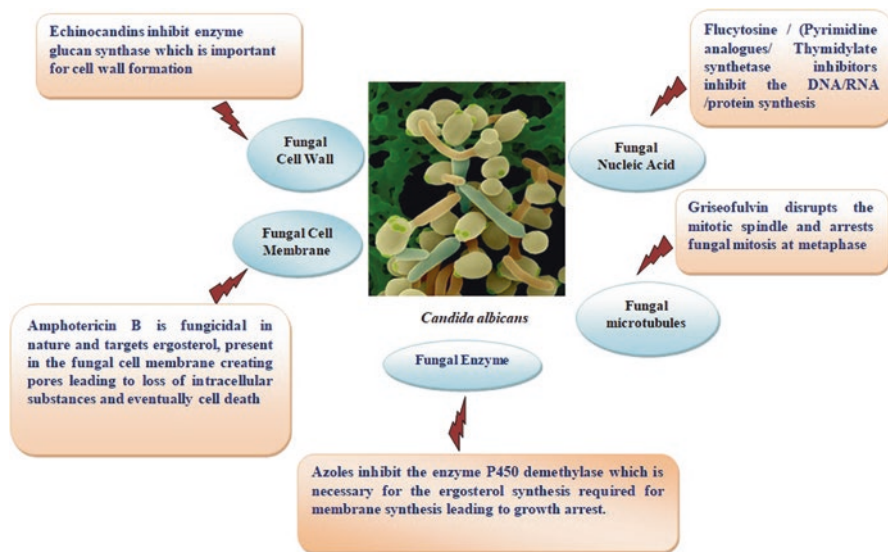 Echinocandins inhibit enzyme
glucan synthase which is important
for cell wall formation
Flucytosine / (Pyrimidine
analogues/ Thymidylate
synthetase inhibitors
inhibit the DNA/RNA
/protein synthesis
Fungal
Cell Wall
Fungal
Nucleic Acid
Fungal Cell
Membrane
Griseofulvin disrupts the
mitotic spindle and arrests
fungal mitosis at metaphase
Fungal
microtubules
Candida albicans
Amphotericin B is fungicidal in
nature and targets ergosterol, present
in the fungal cell membrane creating
pores leading to loss of intracellular
substances and eventually cell death
Fungal Enzyme
Azoles inhibit the enzyme P450 demethylase which is
necessary for the ergosterol synthesis required for
membrane synthesis leading to growth arrest.